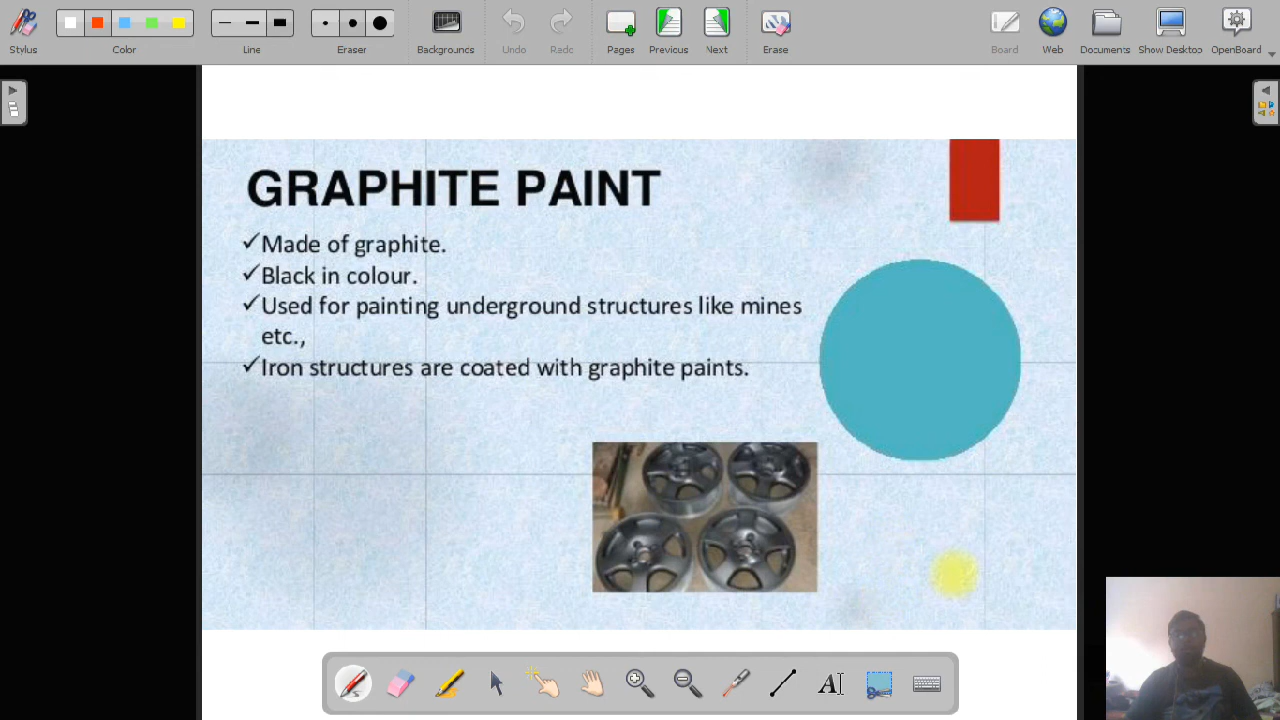 Stylus
Color
Line
Eraser
Backgrounds
Undo
Redo
Pages
Previous
Next
Erase
Board
Web
Documents
Show Desktop
OpenBoard
GRAPHITE PAINT
✓Made of graphite.
✓Black in colour.
✓Used for painting underground structures like mines
etc.,
✓Iron structures are coated with graphite paints.